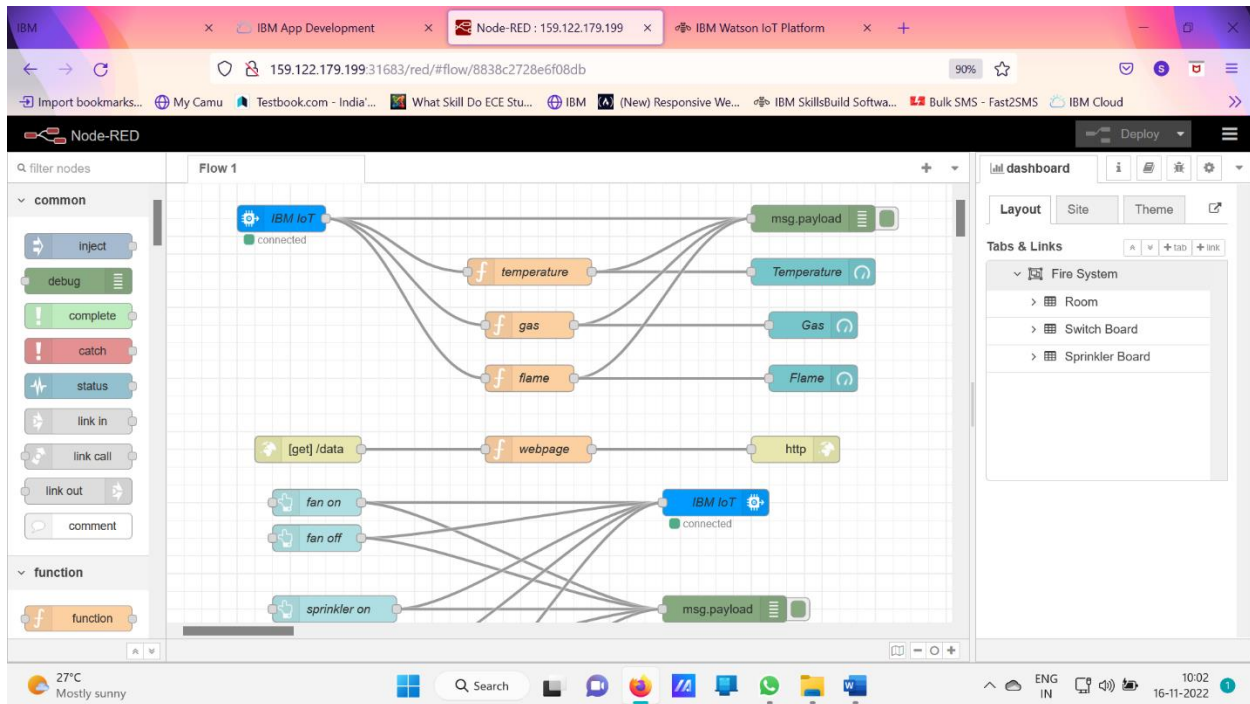 IBM
IBM App Development
Node-RED : 159.122.179.199
IBM Watson IoT Platform
159.122.179.199:31683/red/#flow/8838c2728e6f08db
90%
S
Import bookmarks...
My Camu
Testbook.com - India'...
What Skill Do ECE Stu...
IBM
(New) Responsive We...
IBM SkillsBuild Softwa...
Bulk SMS - Fast2SMS
IBM Cloud
Node-RED
Deploy
filter nodes
Flow 1
dashboard
i
common
inject
debug
complete
catch
status
link in
link call
link out
comment
function
function
IBM IoT
connected
msg.payload
temperature
Temperature
gas
Gas
flame
Flame
[get] /data
webpage
http
fan on
IBM IoT
connected
fan off
sprinkler on
msg.payload
Layout
Site
Theme
Tabs & Links
+ tab
+ link
Fire System
Room
Switch Board
Sprinkler Board
27°C
Mostly sunny
Search
ENG
IN
10:02
16-11-2022
1